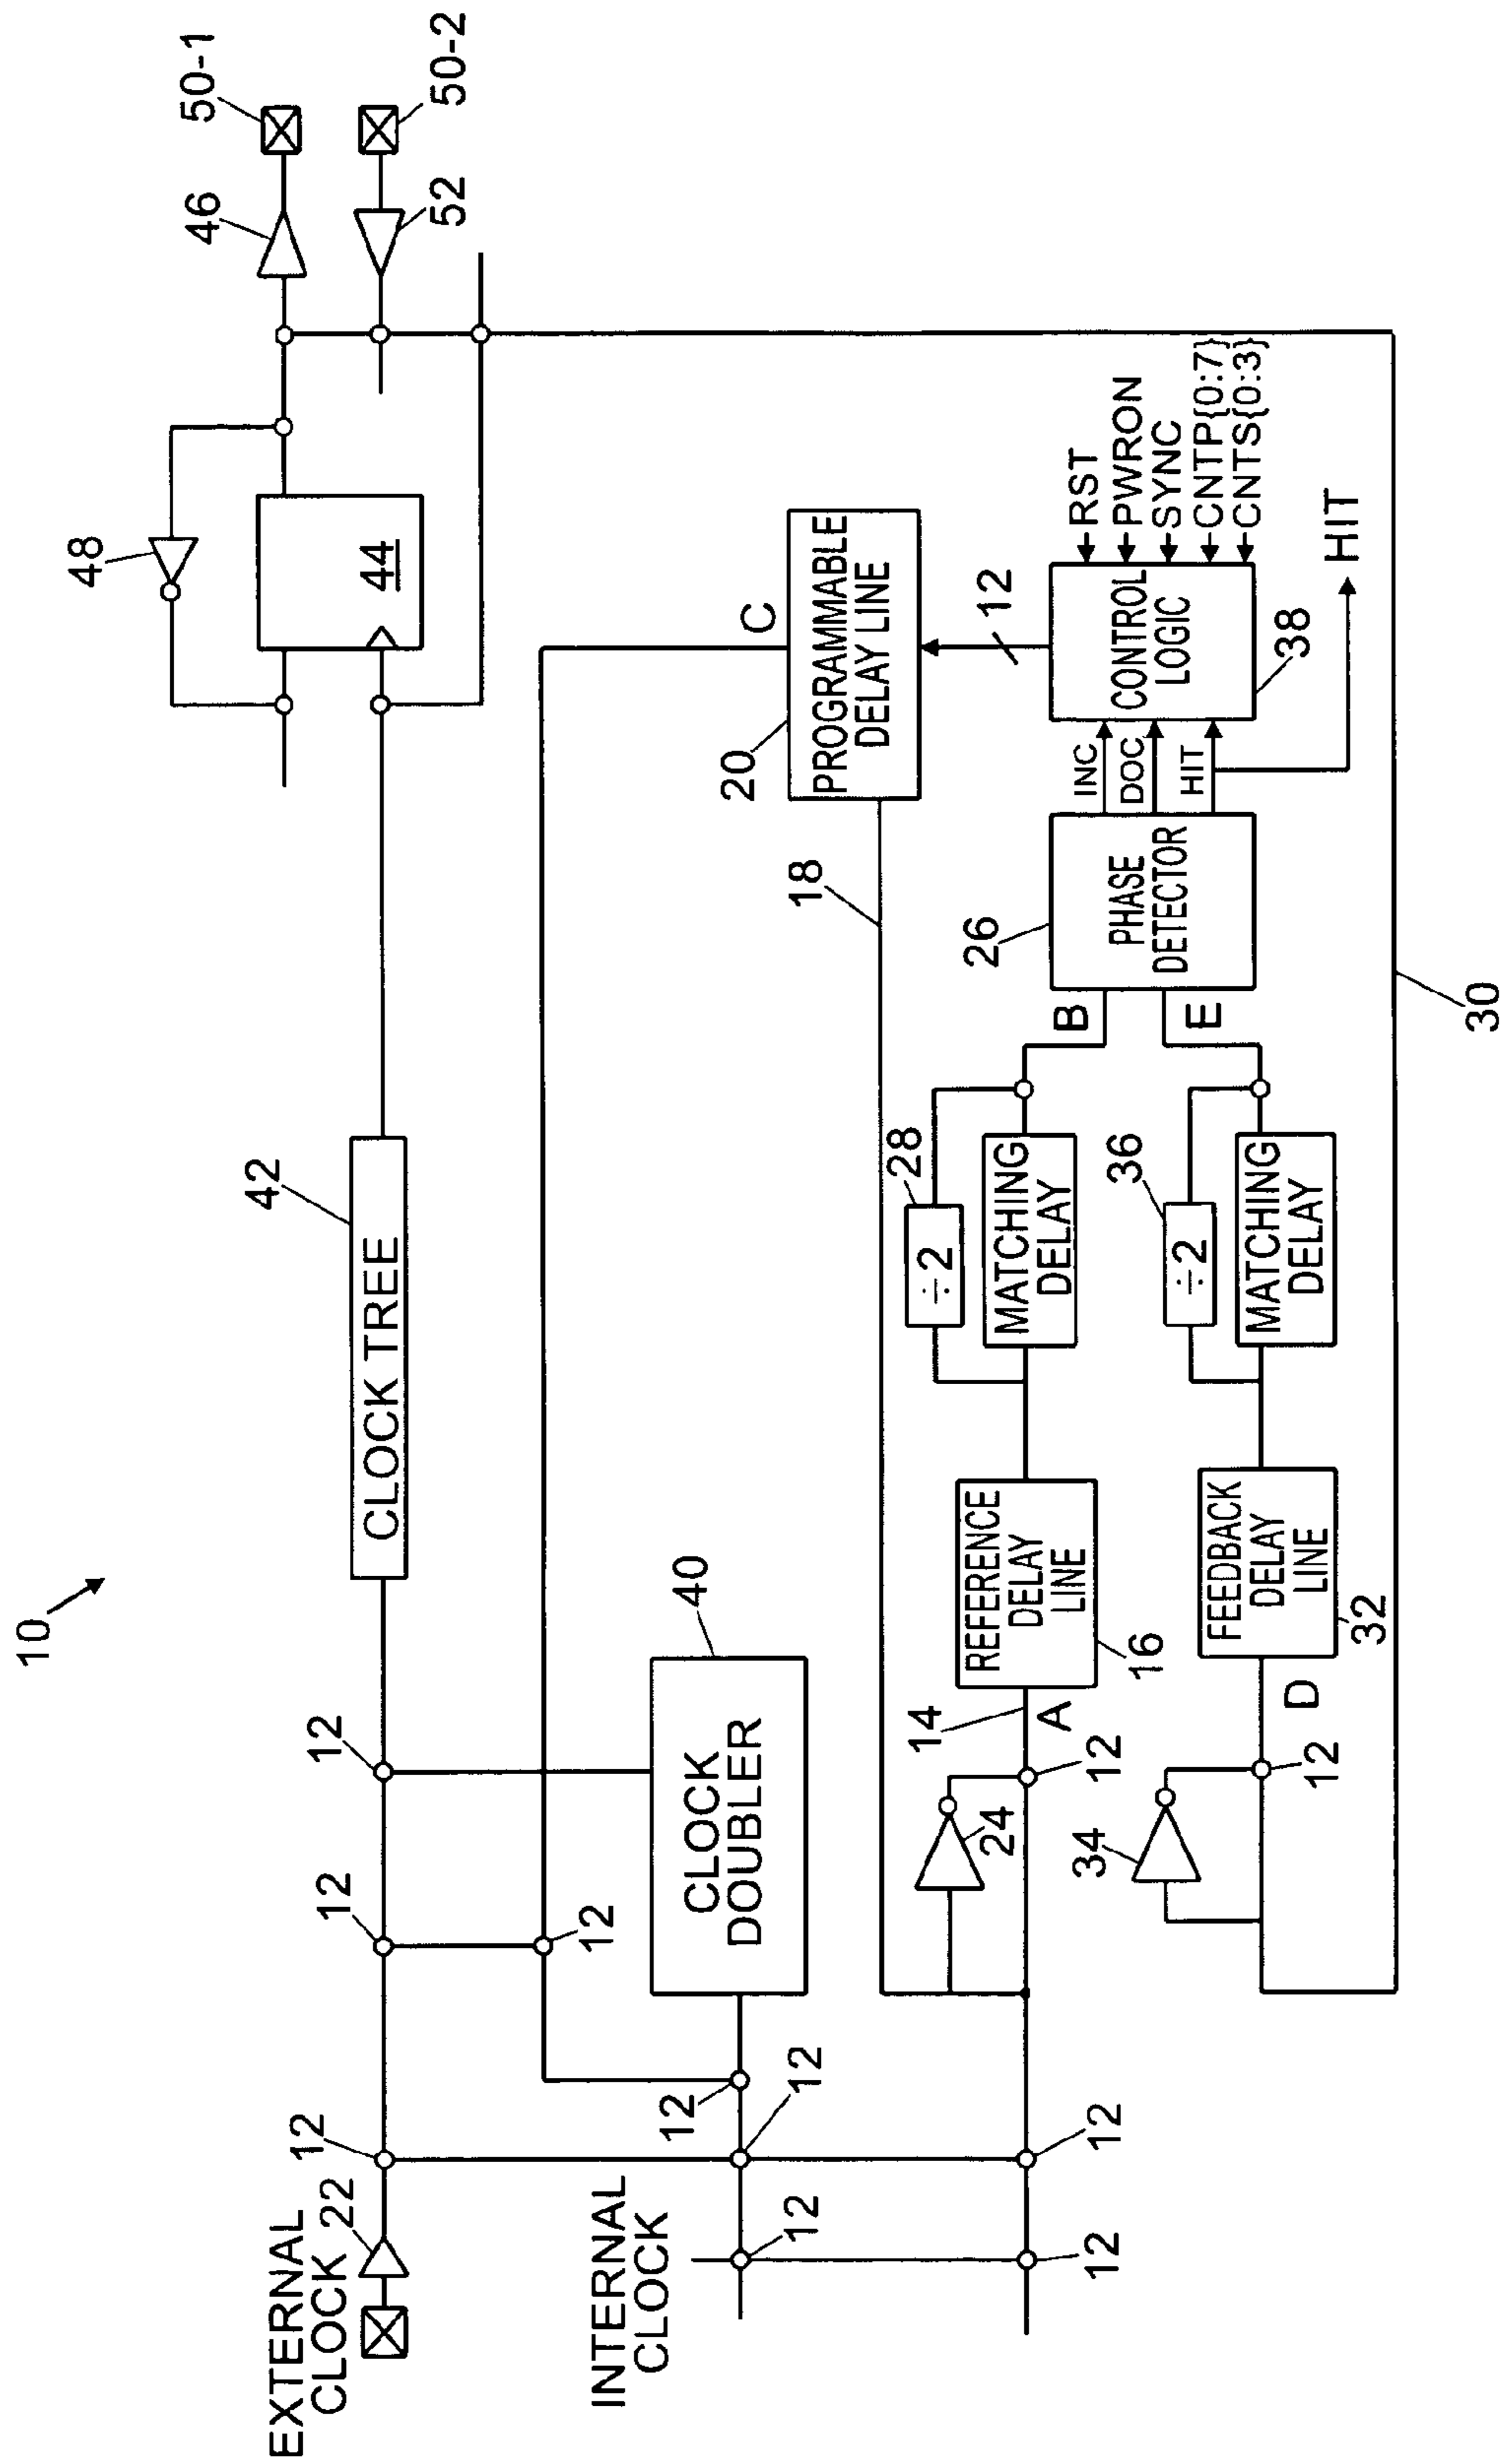 10
EXTERNAL
CLOCK
22
12
12
12
42
CLOCK TREE
48
44
46
50-1
50-2
52
INTERNAL
CLOCK
12
12
12
12
40
CLOCK
DOUBLER
C
20
PROGRAMMABLE
DELAY LINE
18
12
12
12
24
14
A
12
REFERENCE
DELAY
LINE
16
28
÷2
MATCHING
DELAY
B
26
PHASE
DETECTOR
E
INC
DOC
HIT
CONTROL
LOGIC
38
RST
PWRON
SYNC
CNTP{0:7}
CNTS{0:3}
HIT
34
12
D
FEEDBACK
DELAY
LINE
32
36
÷2
MATCHING
DELAY
30